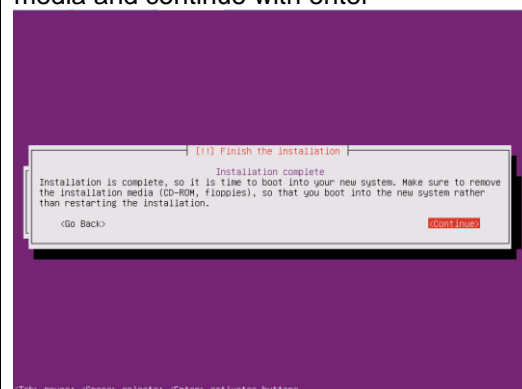 media and continue with enter
[!!] Finish the installation
Installation complete
Installation is complete, so it is time to boot into your new system. Make sure to remove
the installation media (CD-ROM, floppies), so that you boot into the new system rather
than restarting the installation.
<Go Back> <Continue>
<Tab> moves; <Space> selects; <Enter> activates buttons